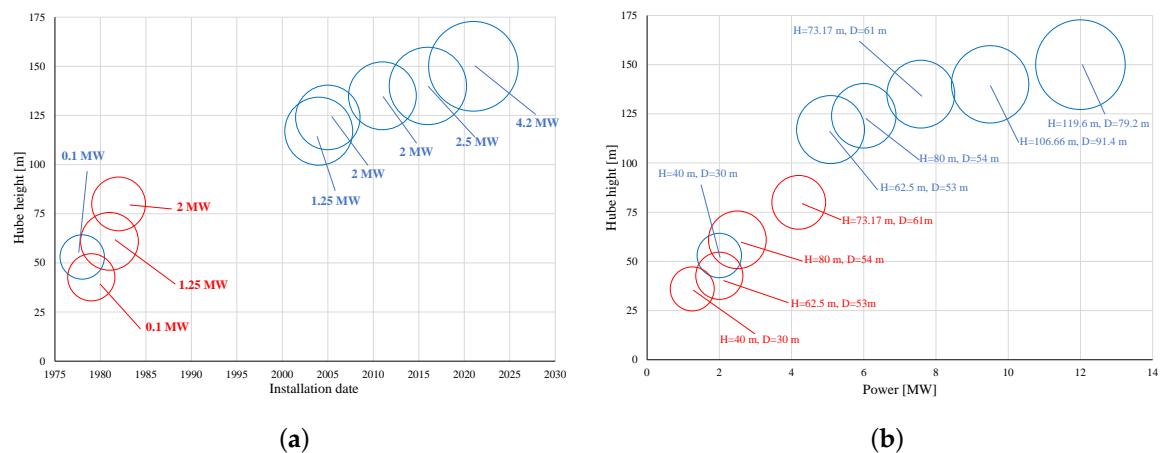 175
150
125
100
75
50
25
0
Hube height [m]
1975 1980 1985 1990 1995 2000 2005 2010 2015 2020 2025 2030
Installation date
0.1 MW
2 MW
1.25 MW
0.1 MW
1.25 MW
2 MW
2 MW
2.5 MW
4.2 MW
(a)
175
150
125
100
75
50
25
0
Hube hight [m]
0 2 4 6 8 10 12 14
Power [MW]
H=73.17 m, D=61 m
H=119.6 m, D=79.2 m
H=106.66 m, D=91.4 m
H=80 m, D=54 m
H=40 m, D=30 m
H=62.5 m, D=53 m
H=73.17 m, D=61m
H=80 m, D=54 m
H=62.5 m, D=53m
H=40 m, D=30 m
(b)